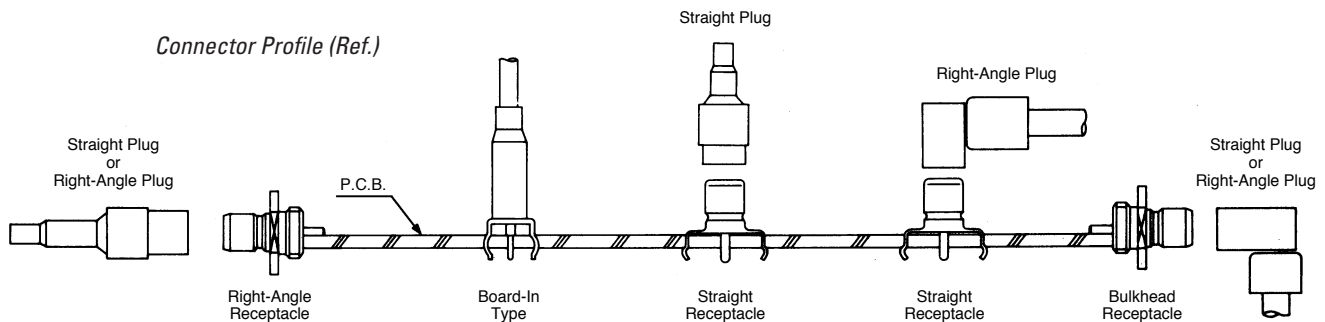 Connector Profile (Ref.)
Straight Plug
Right-Angle Plug
Straight Plug
or
Right-Angle Plug
Straight Plug
or
Right-Angle Plug
P.C.B.
Right-Angle
Receptacle
Board-In
Type
Straight
Receptacle
Straight
Receptacle
Bulkhead
Receptacle